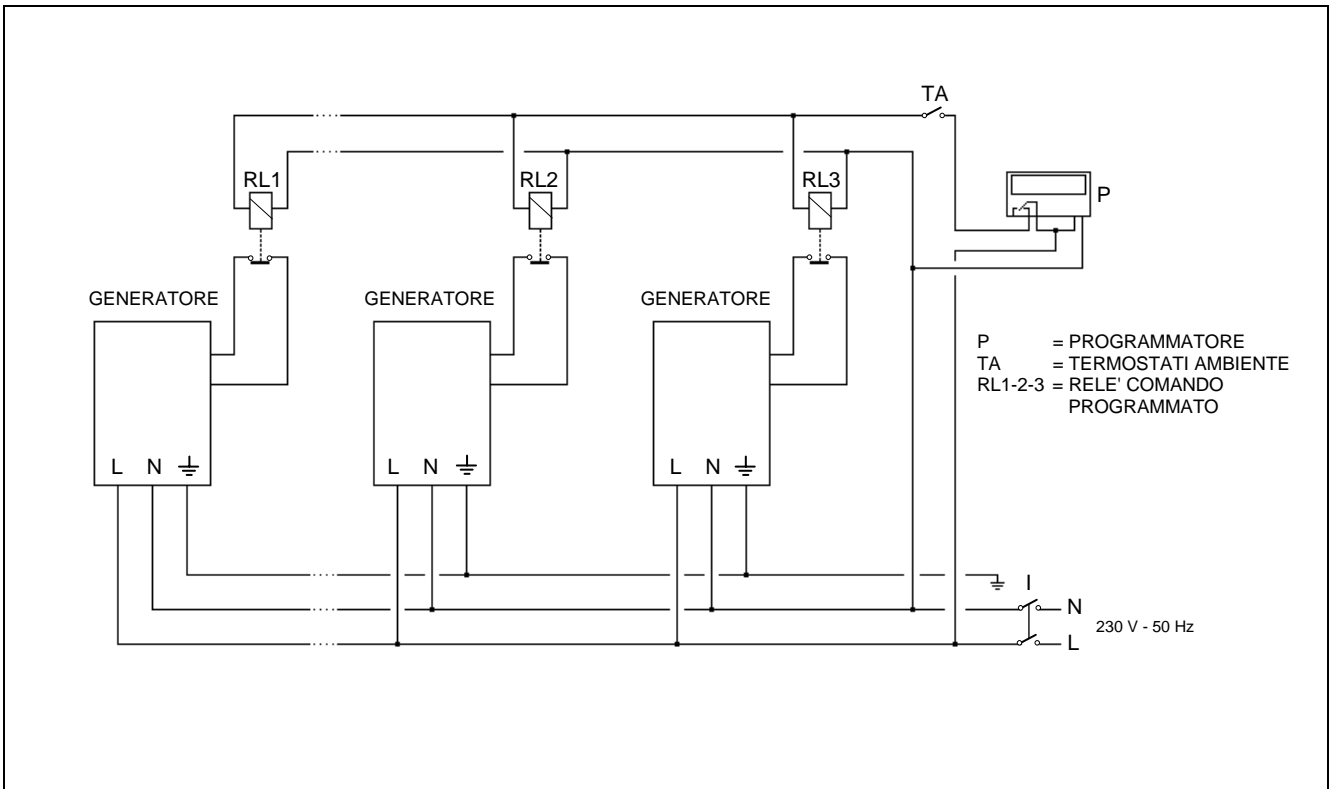 TA
P
RL1 RL2 RL3
GENERATORE GENERATORE GENERATORE
P = PROGRAMMATORE
TA = TERMOSTATI AMBIENTE
RL1-2-3 = RELE' COMANDO
PROGRAMMATO
L N L N L N
I
N
230 V - 50 Hz
L